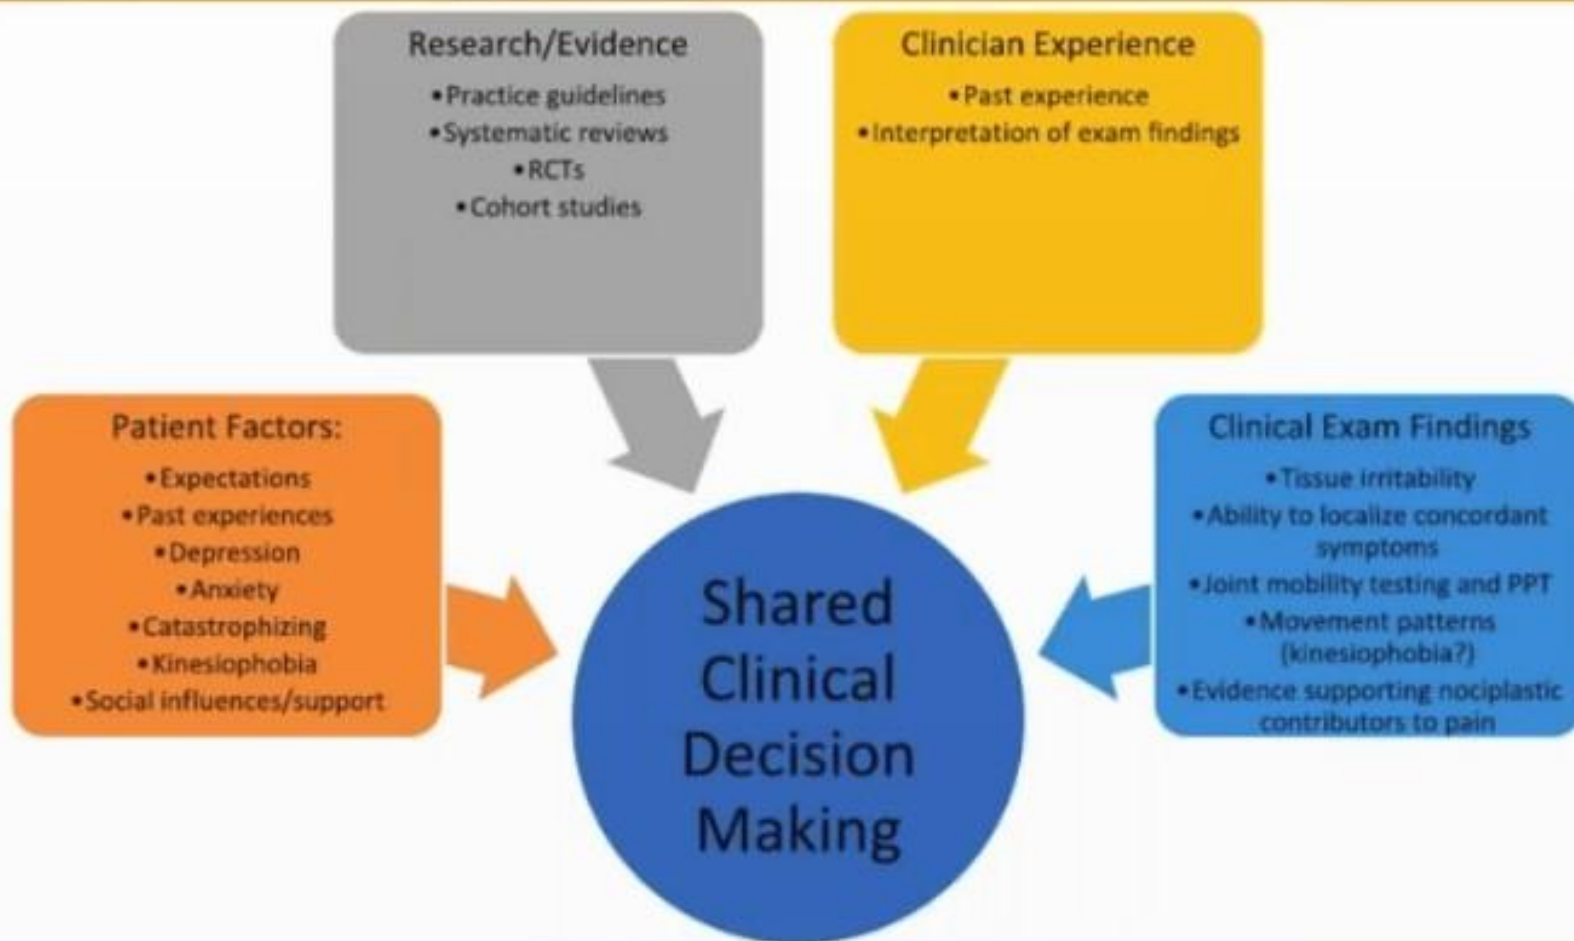 Research/Evidence
•Practice guidelines
•Systematic reviews
•RCTs
•Cohort studies
Clinician Experience
•Past experience
•Interpretation of exam findings
Patient Factors:
•Expectations
•Past experiences
•Depression
•Anxiety
•Catastrophizing
•Kinesiophobia
•Social influences/support
Clinical Exam Findings
•Tissue irritability
•Ability to localize concordant
symptoms
•Joint mobility testing and PPT
•Movement patterns
(kinesiophobia?)
•Evidence supporting nociplastic
contributors to pain
Shared
Clinical
Decision
Making